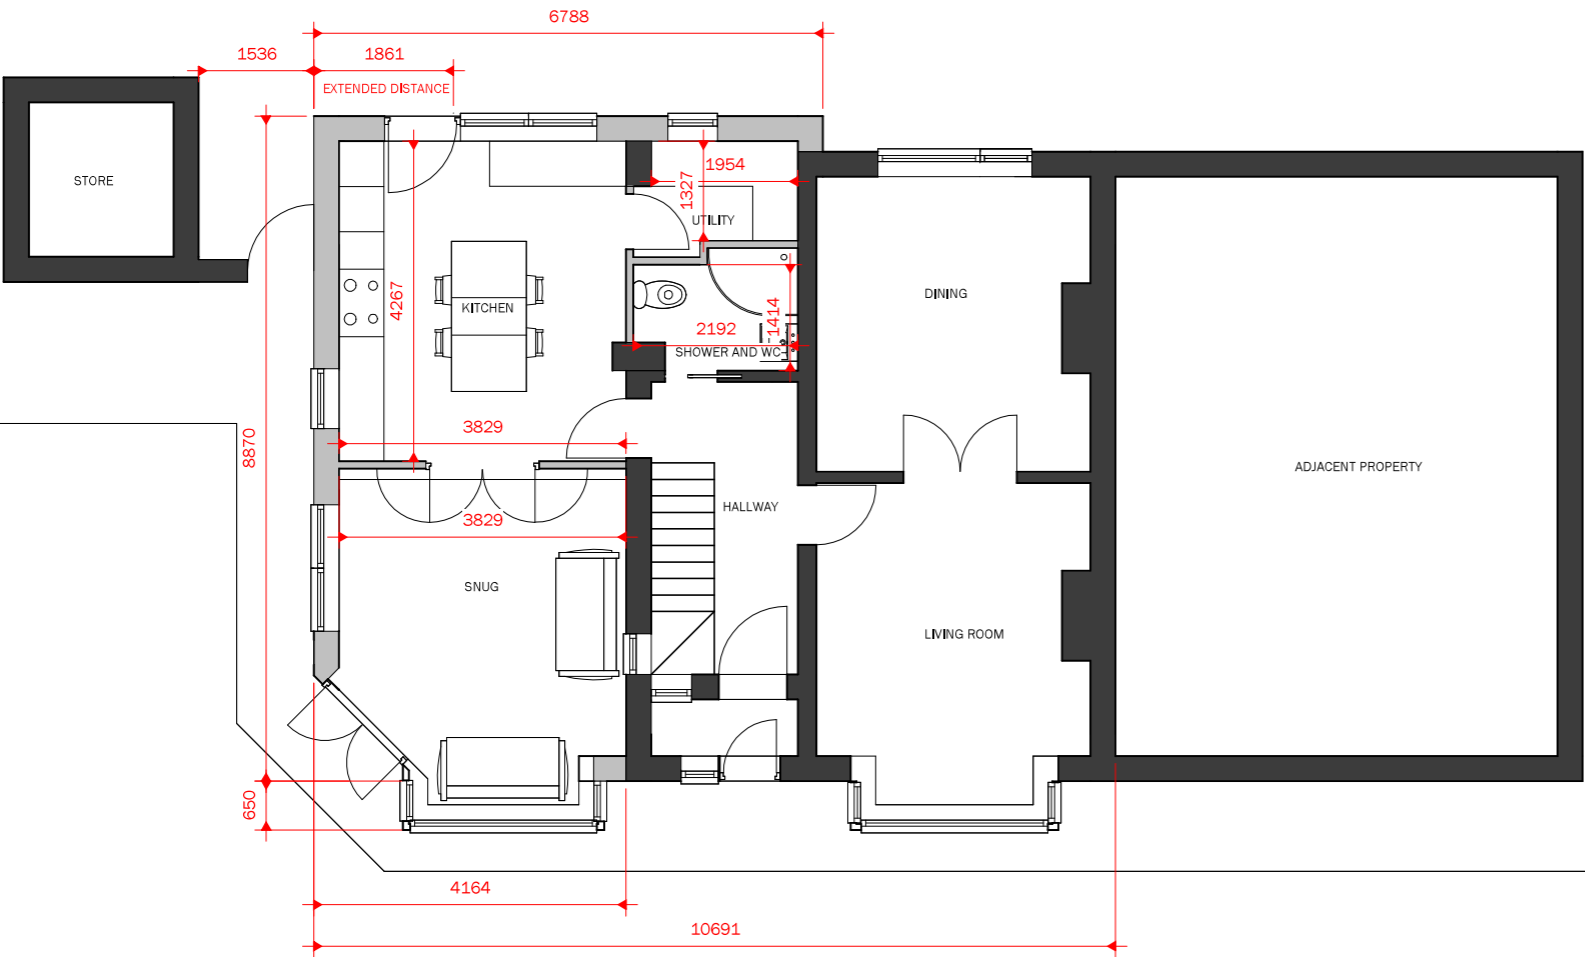 6788
1536
1861
EXTENDED DISTANCE
STORE
1954
1327
UTILITY
4267
KITCHEN
DINING
2192
1414
SHOWER AND WC
3829
8870
ADJACENT PROPERTY
HALLWAY
3829
SNUG
LIVING ROOM
650
4164
10691